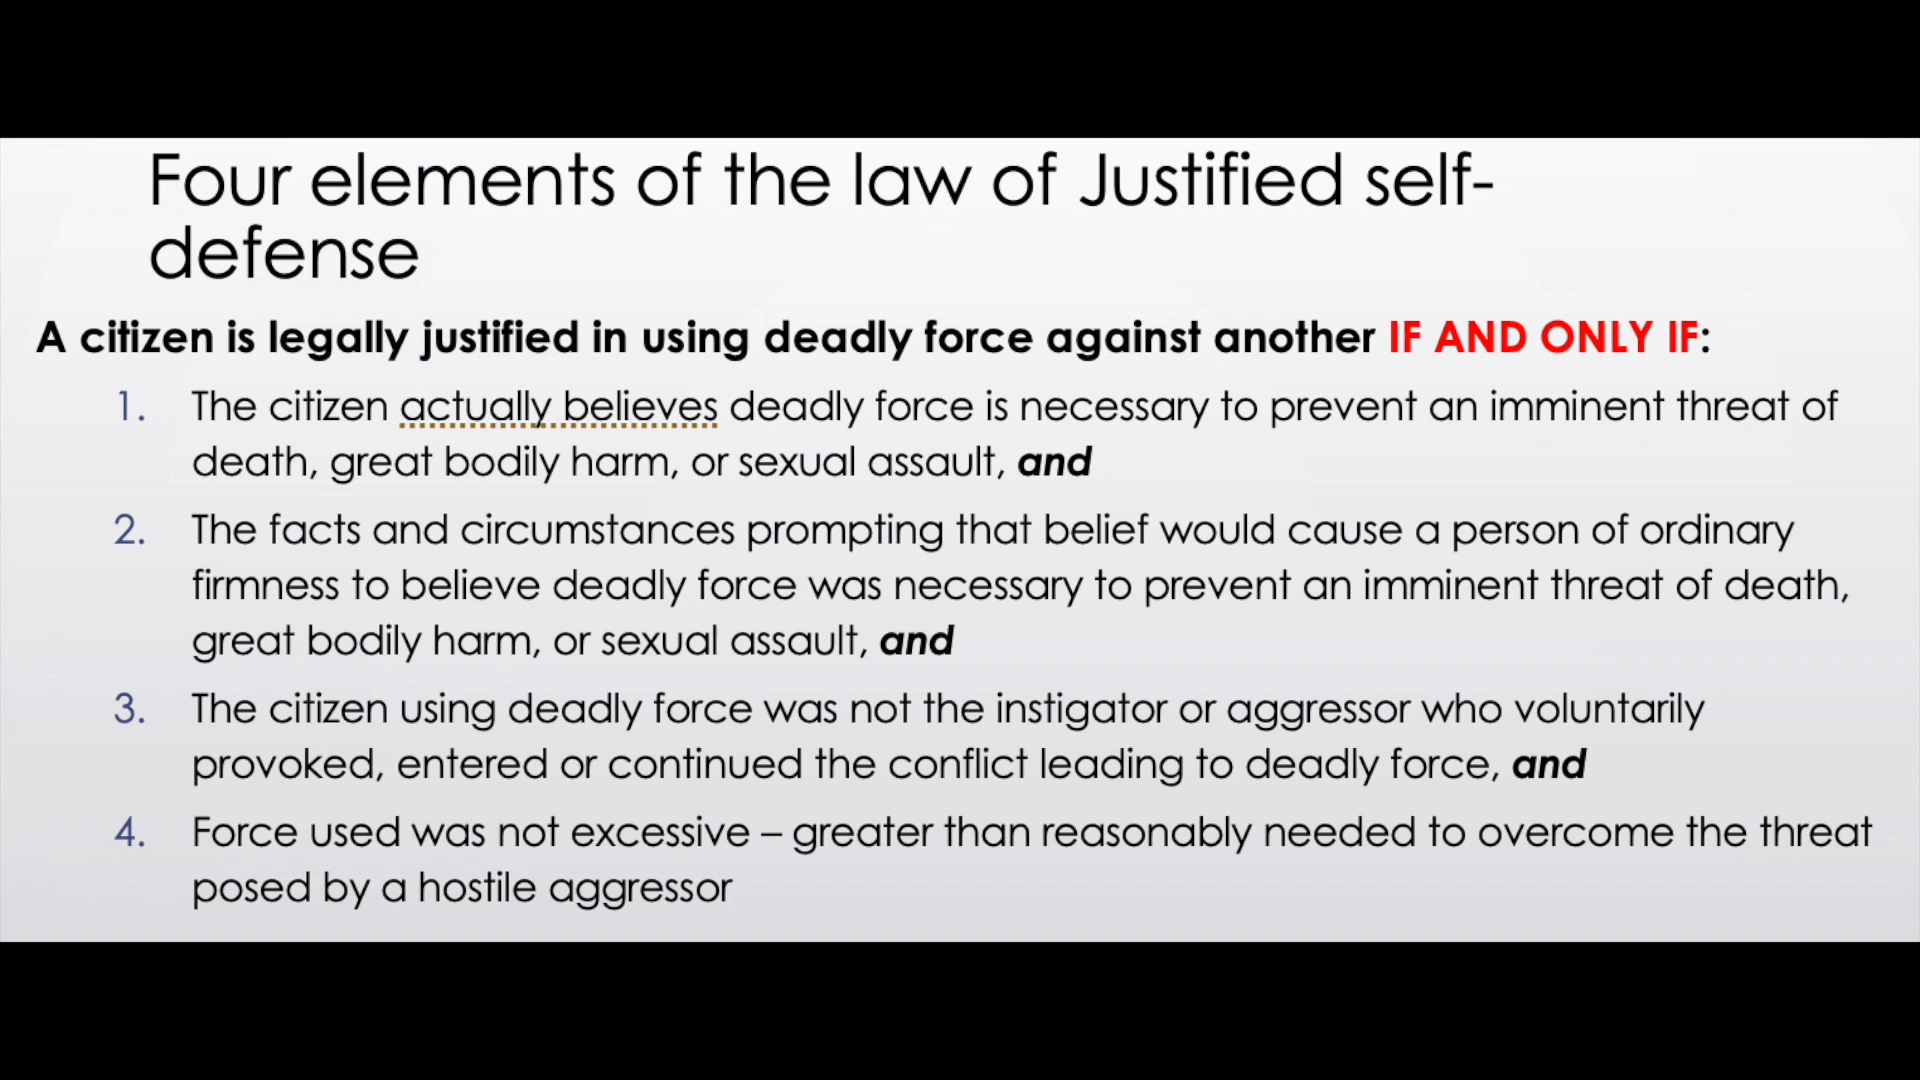 Four elements of the law of Justified self-
defense
A citizen is legally justified in using deadly force against another IF AND ONLY IF:
1. The citizen actually believes deadly force is necessary to prevent an imminent threat of
death, great bodily harm, or sexual assault, and
2. The facts and circumstances prompting that belief would cause a person of ordinary
firmness to believe deadly force was necessary to prevent an imminent threat of death,
great bodily harm, or sexual assault, and
3. The citizen using deadly force was not the instigator or aggressor who voluntarily
provoked, entered or continued the conflict leading to deadly force, and
4. Force used was not excessive – greater than reasonably needed to overcome the threat
posed by a hostile aggressor